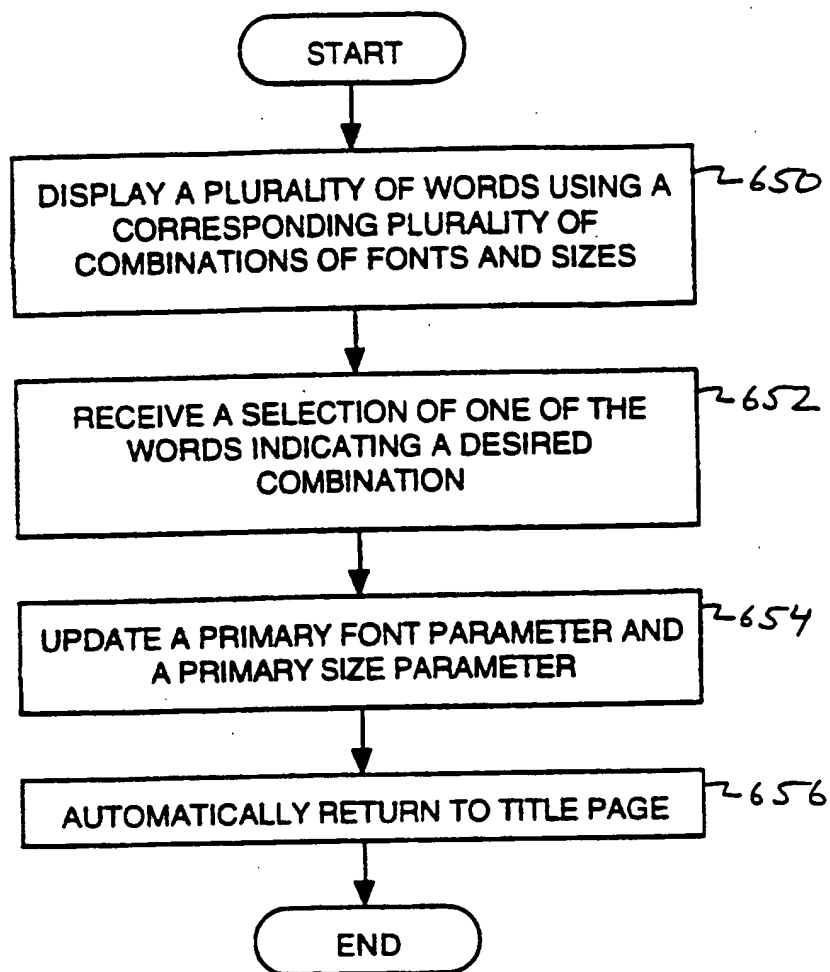 START
DISPLAY A PLURALITY OF WORDS USING A
CORRESPONDING PLURALITY OF
COMBINATIONS OF FONTS AND SIZES
650
RECEIVE A SELECTION OF ONE OF THE
WORDS INDICATING A DESIRED
COMBINATION
652
UPDATE A PRIMARY FONT PARAMETER AND
A PRIMARY SIZE PARAMETER
654
AUTOMATICALLY RETURN TO TITLE PAGE
656
END